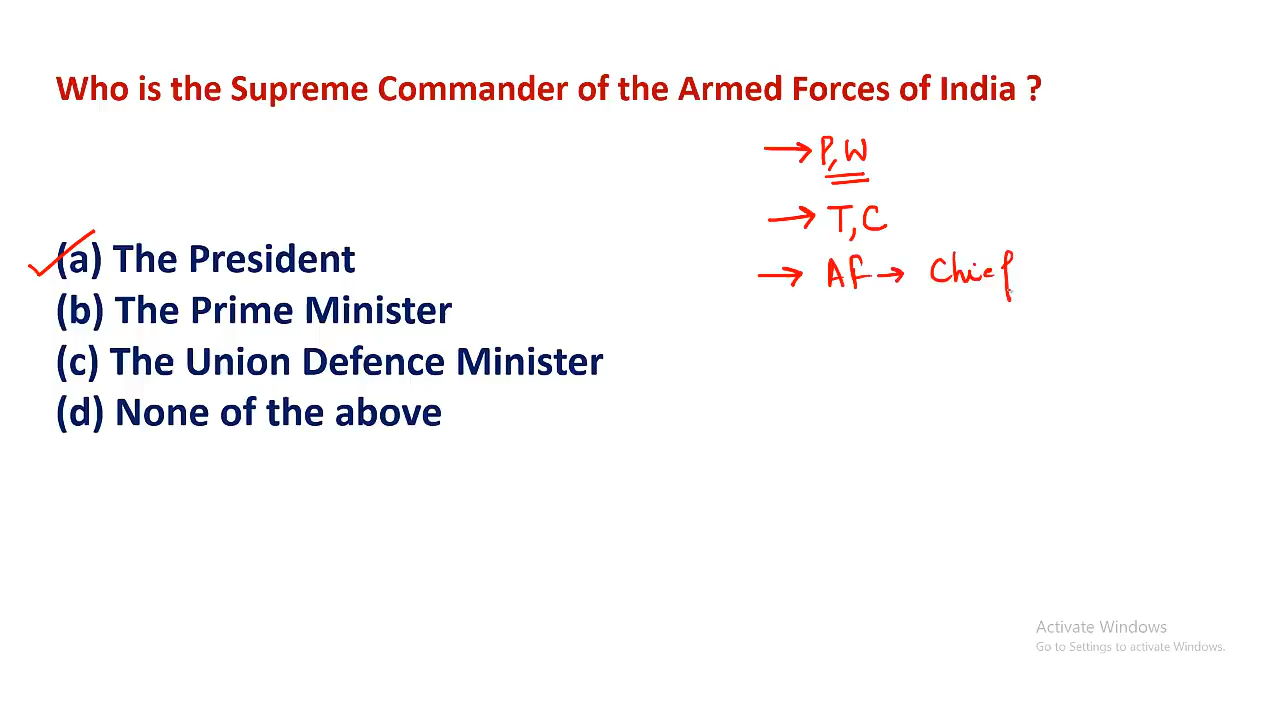 Who is the Supreme Commander of the Armed Forces of India ?
→ P, W
→ T, C
(a) The President
→ AF → Chief
(b) The Prime Minister
(c) The Union Defence Minister
(d) None of the above
Activate Windows
Go to Settings to activate Windows.